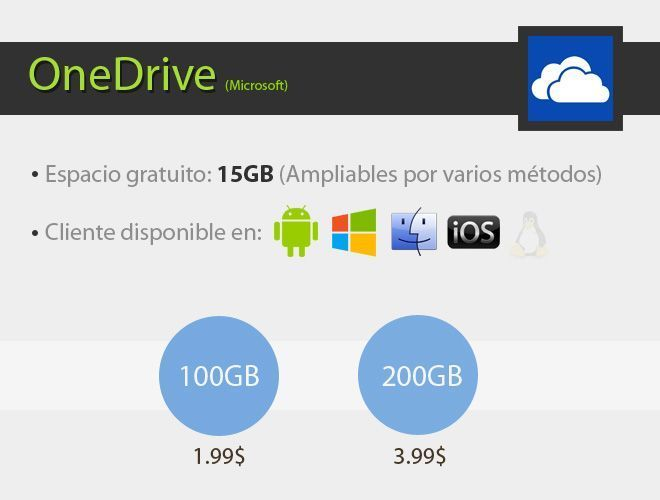 OneDrive (Microsoft)
• Espacio gratuito: 15GB (Ampliables por varios métodos)
• Cliente disponible en: iOS
100GB 200GB
1.99$ 3.99$